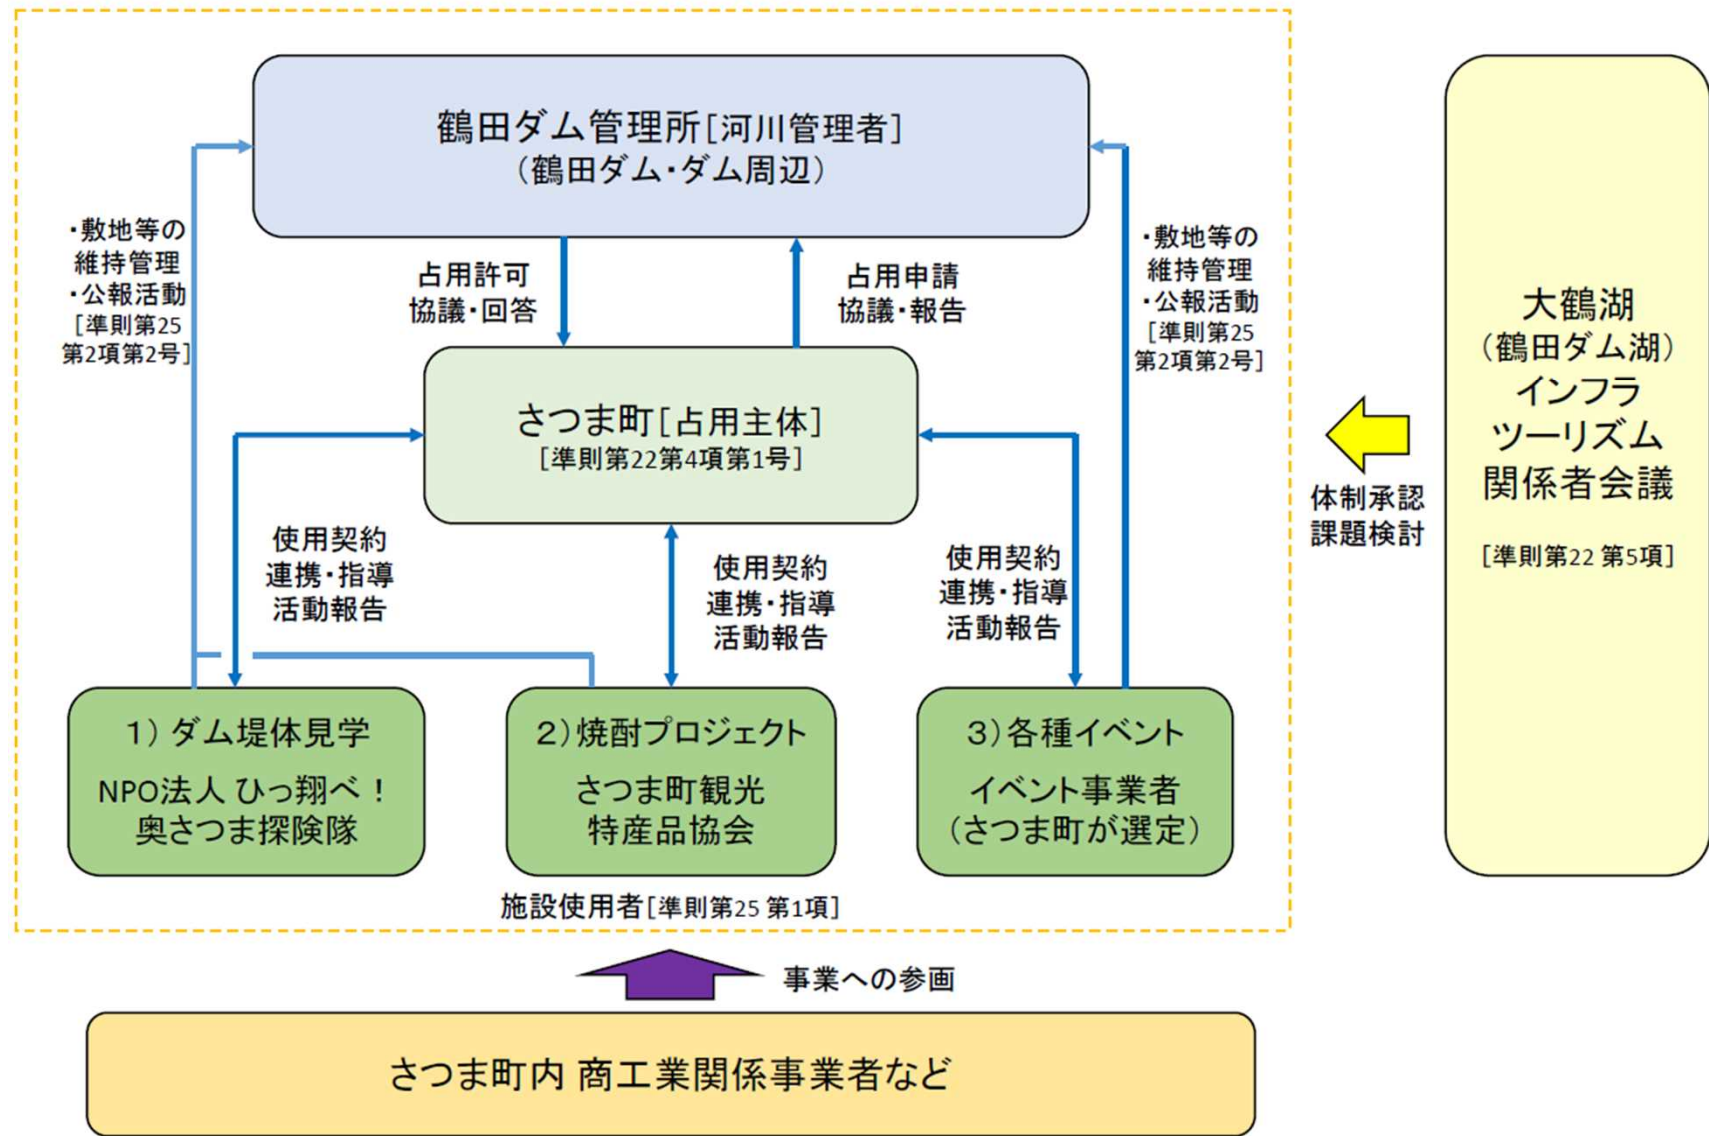 鶴田ダム管理所[河川管理者]
(鶴田ダム・ダム周辺)
・敷地等の
維持管理
・公報活動
[準則第25
第2項第2号]
占用許可
協議・回答
占用申請
協議・報告
・敷地等の
維持管理
・公報活動
[準則第25
第2項第2号]
さつま町[占用主体]
[準則第22第4項第1号]
使用契約
連携・指導
活動報告
使用契約
連携・指導
活動報告
使用契約
連携・指導
活動報告
1)ダム堤体見学
NPO法人 ひっ翔べ!
奥さつま探険隊
2)焼酎プロジェクト
さつま町観光
特産品協会
3)各種イベント
イベント事業者
(さつま町が選定)
施設使用者[準則第25 第1項]
体制承認
課題検討
大鶴湖
(鶴田ダム湖)
インフラ
ツーリズム
関係者会議
[準則第22 第5項]
事業への参画
さつま町内 商工業関係事業者など